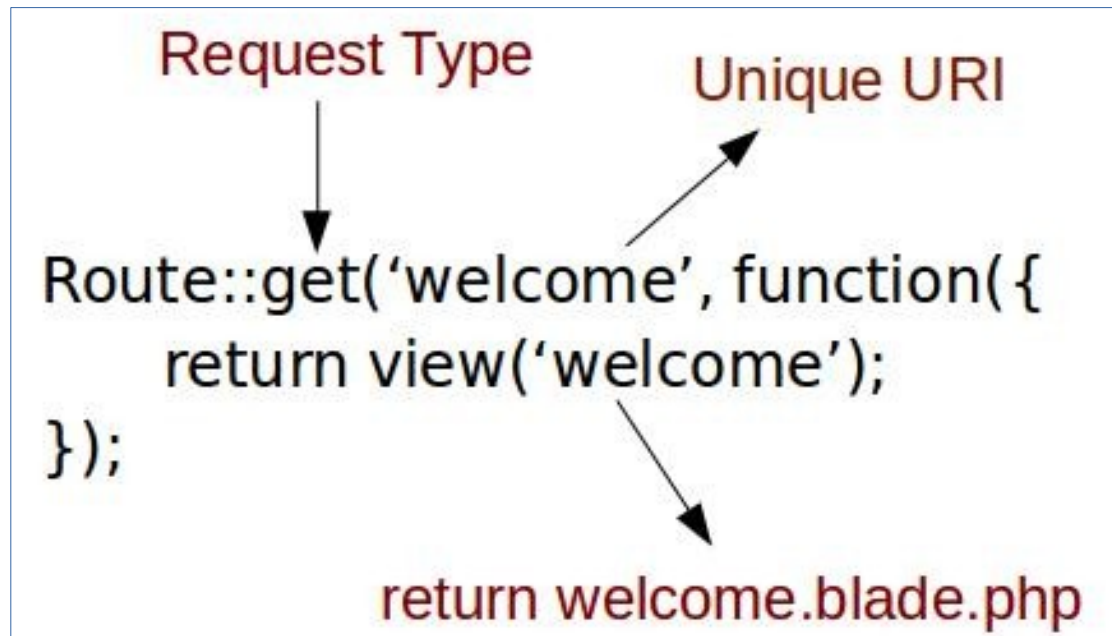 Request Type
Unique URI
Route::get(‘welcome’, function({
return view(‘welcome’);
});
return welcome.blade.php